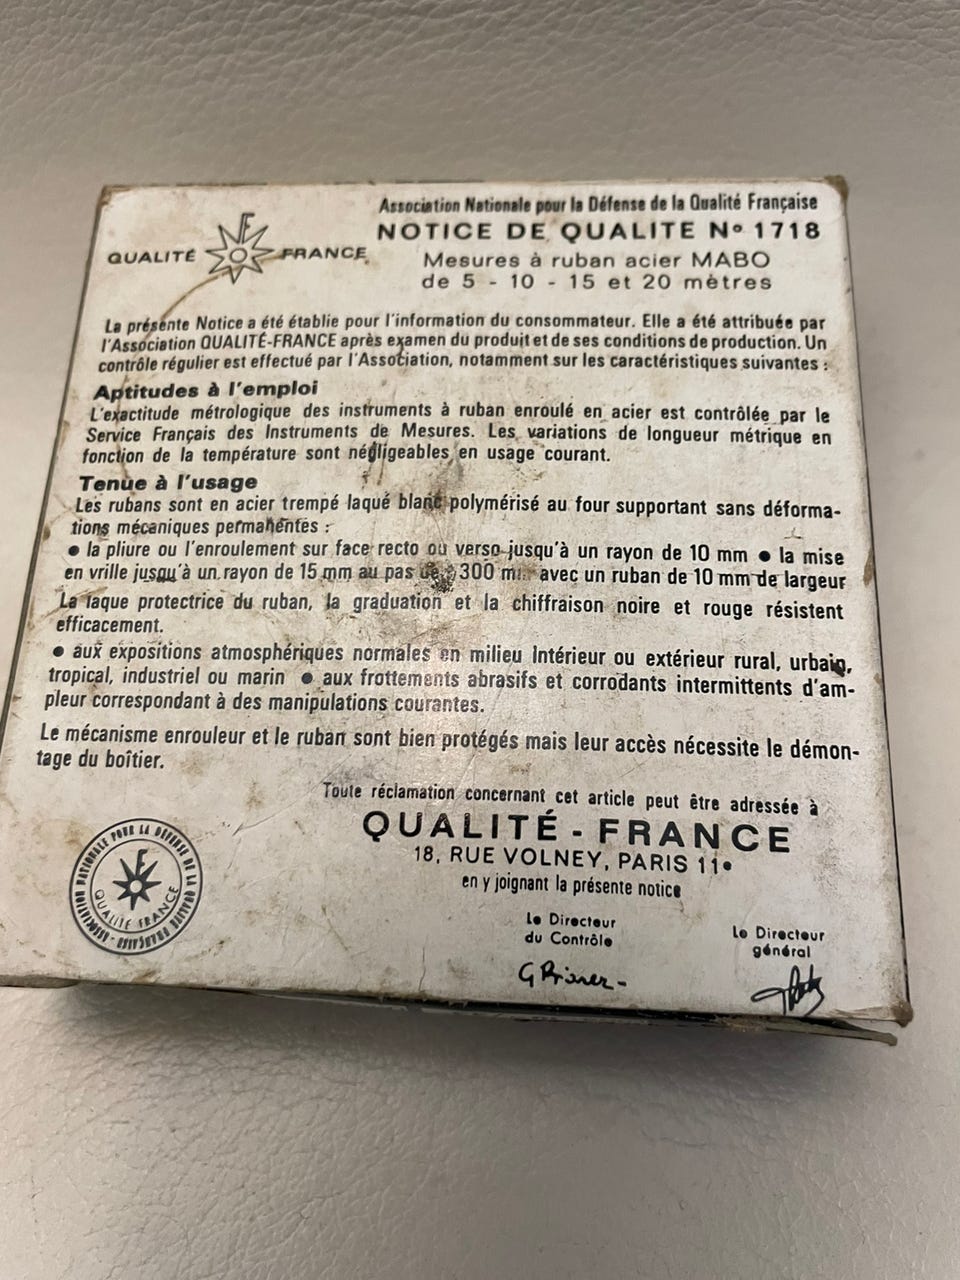 QUALITÉ FRANCE
Association Nationale pour la Défense de la Qualité Française
NOTICE DE QUALITE Nº 1718
Mesures à ruban acier MABO
de 5 - 10 - 15 et 20 mètres
La présente Notice a été établie pour l'information du consommateur. Elle a été attribuée par
l'Association QUALITÉ-FRANCE après examen du produit et de ses conditions de production. Un
contrôle régulier est effectué par l'Association, notamment sur les caractéristiques suivantes :
Aptitudes à l'emploi
L'exactitude métrologique des instruments à ruban enroulé en acier est contrôlée par le
Service Français des Instruments de Mesures. Les variations de longueur métrique en
fonction de la température sont négligeables en usage courant.
Tenue à l'usage
Les rubans sont en acier trempé laqué blanc polymérisé au four supportant sans déforma-
tions mécaniques permanentes :
● la pliure ou l'enroulement sur face recto ou verso jusqu'à un rayon de 10 mm ● la mise
en vrille jusqu'à un rayon de 15 mm au pas de 300 avec un ruban de 10 mm de largeur
La laque protectrice du ruban, la graduation et la chiffraison noire et rouge résistent
efficacement.
● aux expositions atmosphériques normales en milieu Intérieur ou extérieur rural, urbain,
tropical, industriel ou marin ● aux frottements abrasifs et corrodants intermittents d'am-
pleur correspondant à des manipulations courantes.
Le mécanisme enrouleur et le ruban sont bien protégés mais leur accès nécessite le démon-
tage du boîtier.
Toute réclamation concernant cet article peut être adressée à
QUALITÉ - FRANCE
18, RUE VOLNEY, PARIS 11e
en y joignant la présente notice
ASSOCIATION NATIONALE POUR LA DÉFENSE DE LA QUALITÉ FRANÇAISE
QUALITÉ FRANCE
Le Directeur
du Contrôle
Le Directeur
général